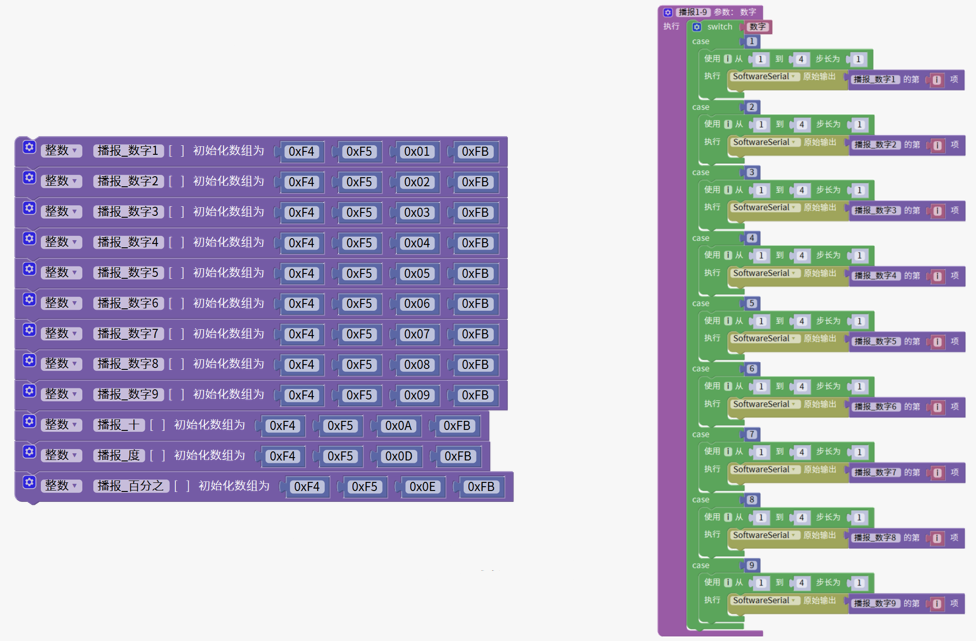 整数 播报_数字1 [ ] 初始化数组为 0xF4 0xF5 0x01 0xFB
整数 播报_数字2 [ ] 初始化数组为 0xF4 0xF5 0x02 0xFB
整数 播报_数字3 [ ] 初始化数组为 0xF4 0xF5 0x03 0xFB
整数 播报_数字4 [ ] 初始化数组为 0xF4 0xF5 0x04 0xFB
整数 播报_数字5 [ ] 初始化数组为 0xF4 0xF5 0x05 0xFB
整数 播报_数字6 [ ] 初始化数组为 0xF4 0xF5 0x06 0xFB
整数 播报_数字7 [ ] 初始化数组为 0xF4 0xF5 0x07 0xFB
整数 播报_数字8 [ ] 初始化数组为 0xF4 0xF5 0x08 0xFB
整数 播报_数字9 [ ] 初始化数组为 0xF4 0xF5 0x09 0xFB
整数 播报_十 [ ] 初始化数组为 0xF4 0xF5 0x0A 0xFB
整数 播报_度 [ ] 初始化数组为 0xF4 0xF5 0x0D 0xFB
整数 播报_百分之 [ ] 初始化数组为 0xF4 0xF5 0x0E 0xFB
播报1-9 参数: 数字
执行 switch 数字
case 1
使用 i 从 1 到 4 步长为 1
执行 SoftwareSerial 原始输出 播报_数字1 的第 i 项
case 2
使用 i 从 1 到 4 步长为 1
执行 SoftwareSerial 原始输出 播报_数字2 的第 i 项
case 3
使用 i 从 1 到 4 步长为 1
执行 SoftwareSerial 原始输出 播报_数字3 的第 i 项
case 4
使用 i 从 1 到 4 步长为 1
执行 SoftwareSerial 原始输出 播报_数字4 的第 i 项
case 5
使用 i 从 1 到 4 步长为 1
执行 SoftwareSerial 原始输出 播报_数字5 的第 i 项
case 6
使用 i 从 1 到 4 步长为 1
执行 SoftwareSerial 原始输出 播报_数字6 的第 i 项
case 7
使用 i 从 1 到 4 步长为 1
执行 SoftwareSerial 原始输出 播报_数字7 的第 i 项
case 8
使用 i 从 1 到 4 步长为 1
执行 SoftwareSerial 原始输出 播报_数字8 的第 i 项
case 9
使用 i 从 1 到 4 步长为 1
执行 SoftwareSerial 原始输出 播报_数字9 的第 i 项